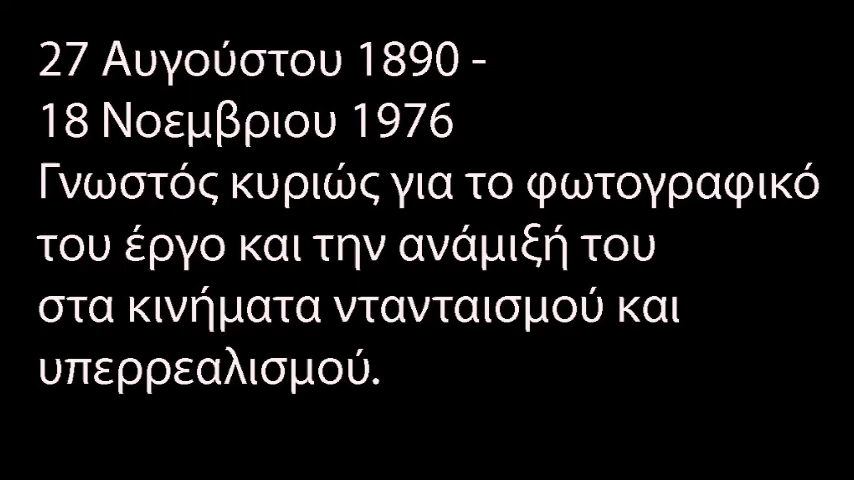 27 Αυγούστου 1890 -
18 Νοεμβριου 1976
Γνωστός κυριώς για το φωτογραφικό
του έργο και την ανάμιξή του
στα κινήματα νταντaισμού και
υπερρεαλισμού.